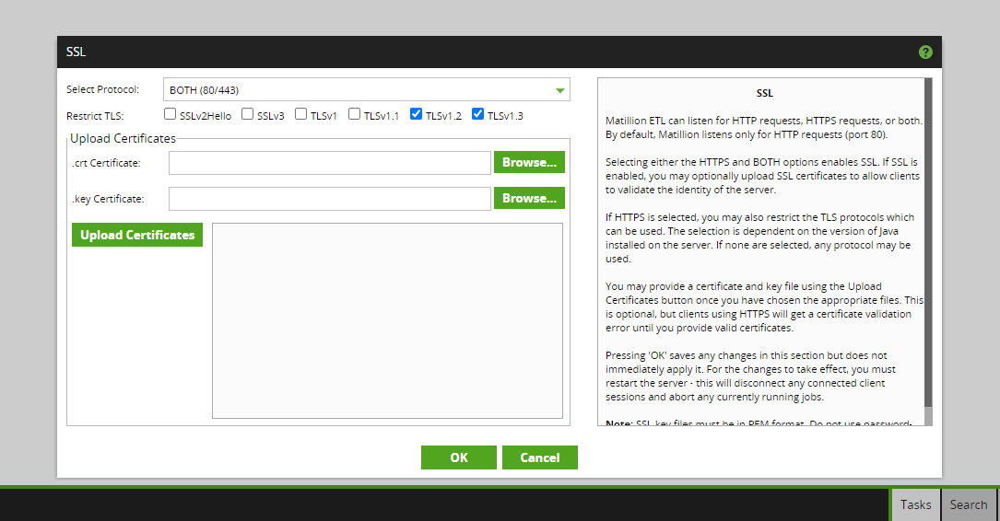 SSL
?
Select Protocol:
BOTH (80/443)
Restrict TLS:
SSLv2Hello
SSLv3
TLSv1
TLSv1.1
TLSv1.2
TLSv1.3
Upload Certificates
.crt Certificate:
Browse...
.key Certificate:
Browse...
Upload Certificates
SSL
Matillion ETL can listen for HTTP requests, HTTPS requests, or both.
By default, Matillion listens only for HTTP requests (port 80).
Selecting either the HTTPS and BOTH options enables SSL. If SSL is
enabled, you may optionally upload SSL certificates to allow clients
to validate the identity of the server.
If HTTPS is selected, you may also restrict the TLS protocols which
can be used. The selection is dependent on the version of Java
installed on the server. If none are selected, any protocol may be
used.
You may provide a certificate and key file using the Upload
Certificates button once you have chosen the appropriate files. This
is optional, but clients using HTTPS will get a certificate validation
error until you provide valid certificates.
Pressing 'OK' saves any changes in this section but does not
immediately apply it. For the changes to take effect, you must
restart the server - this will disconnect any connected client
sessions and abort any currently running jobs.
Note: SSL key files must be in PEM format. Do not use password-
OK
Cancel
Tasks
Search